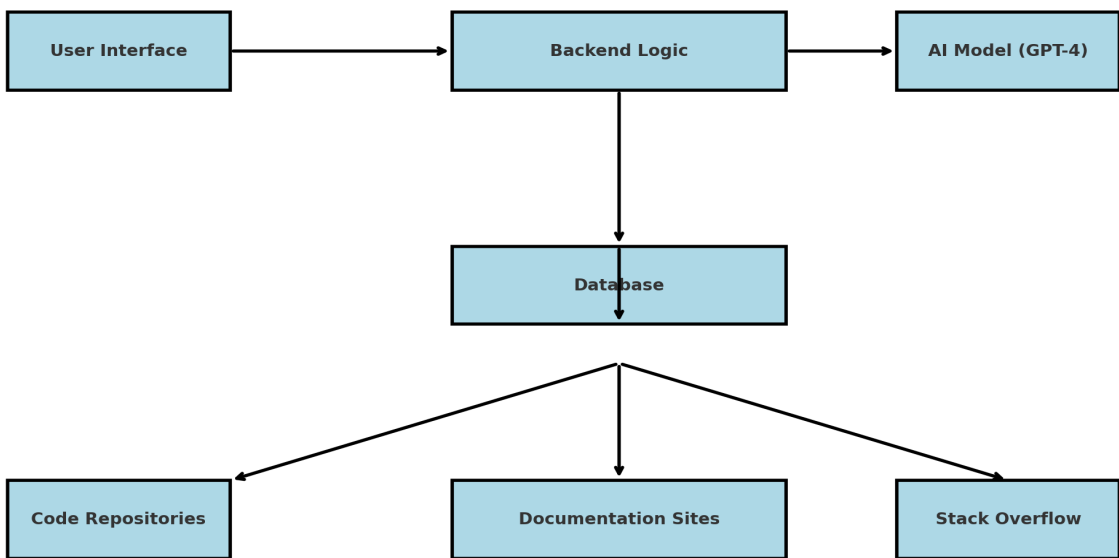 User Interface
Backend Logic
AI Model (GPT-4)
Database
Code Repositories
Documentation Sites
Stack Overflow